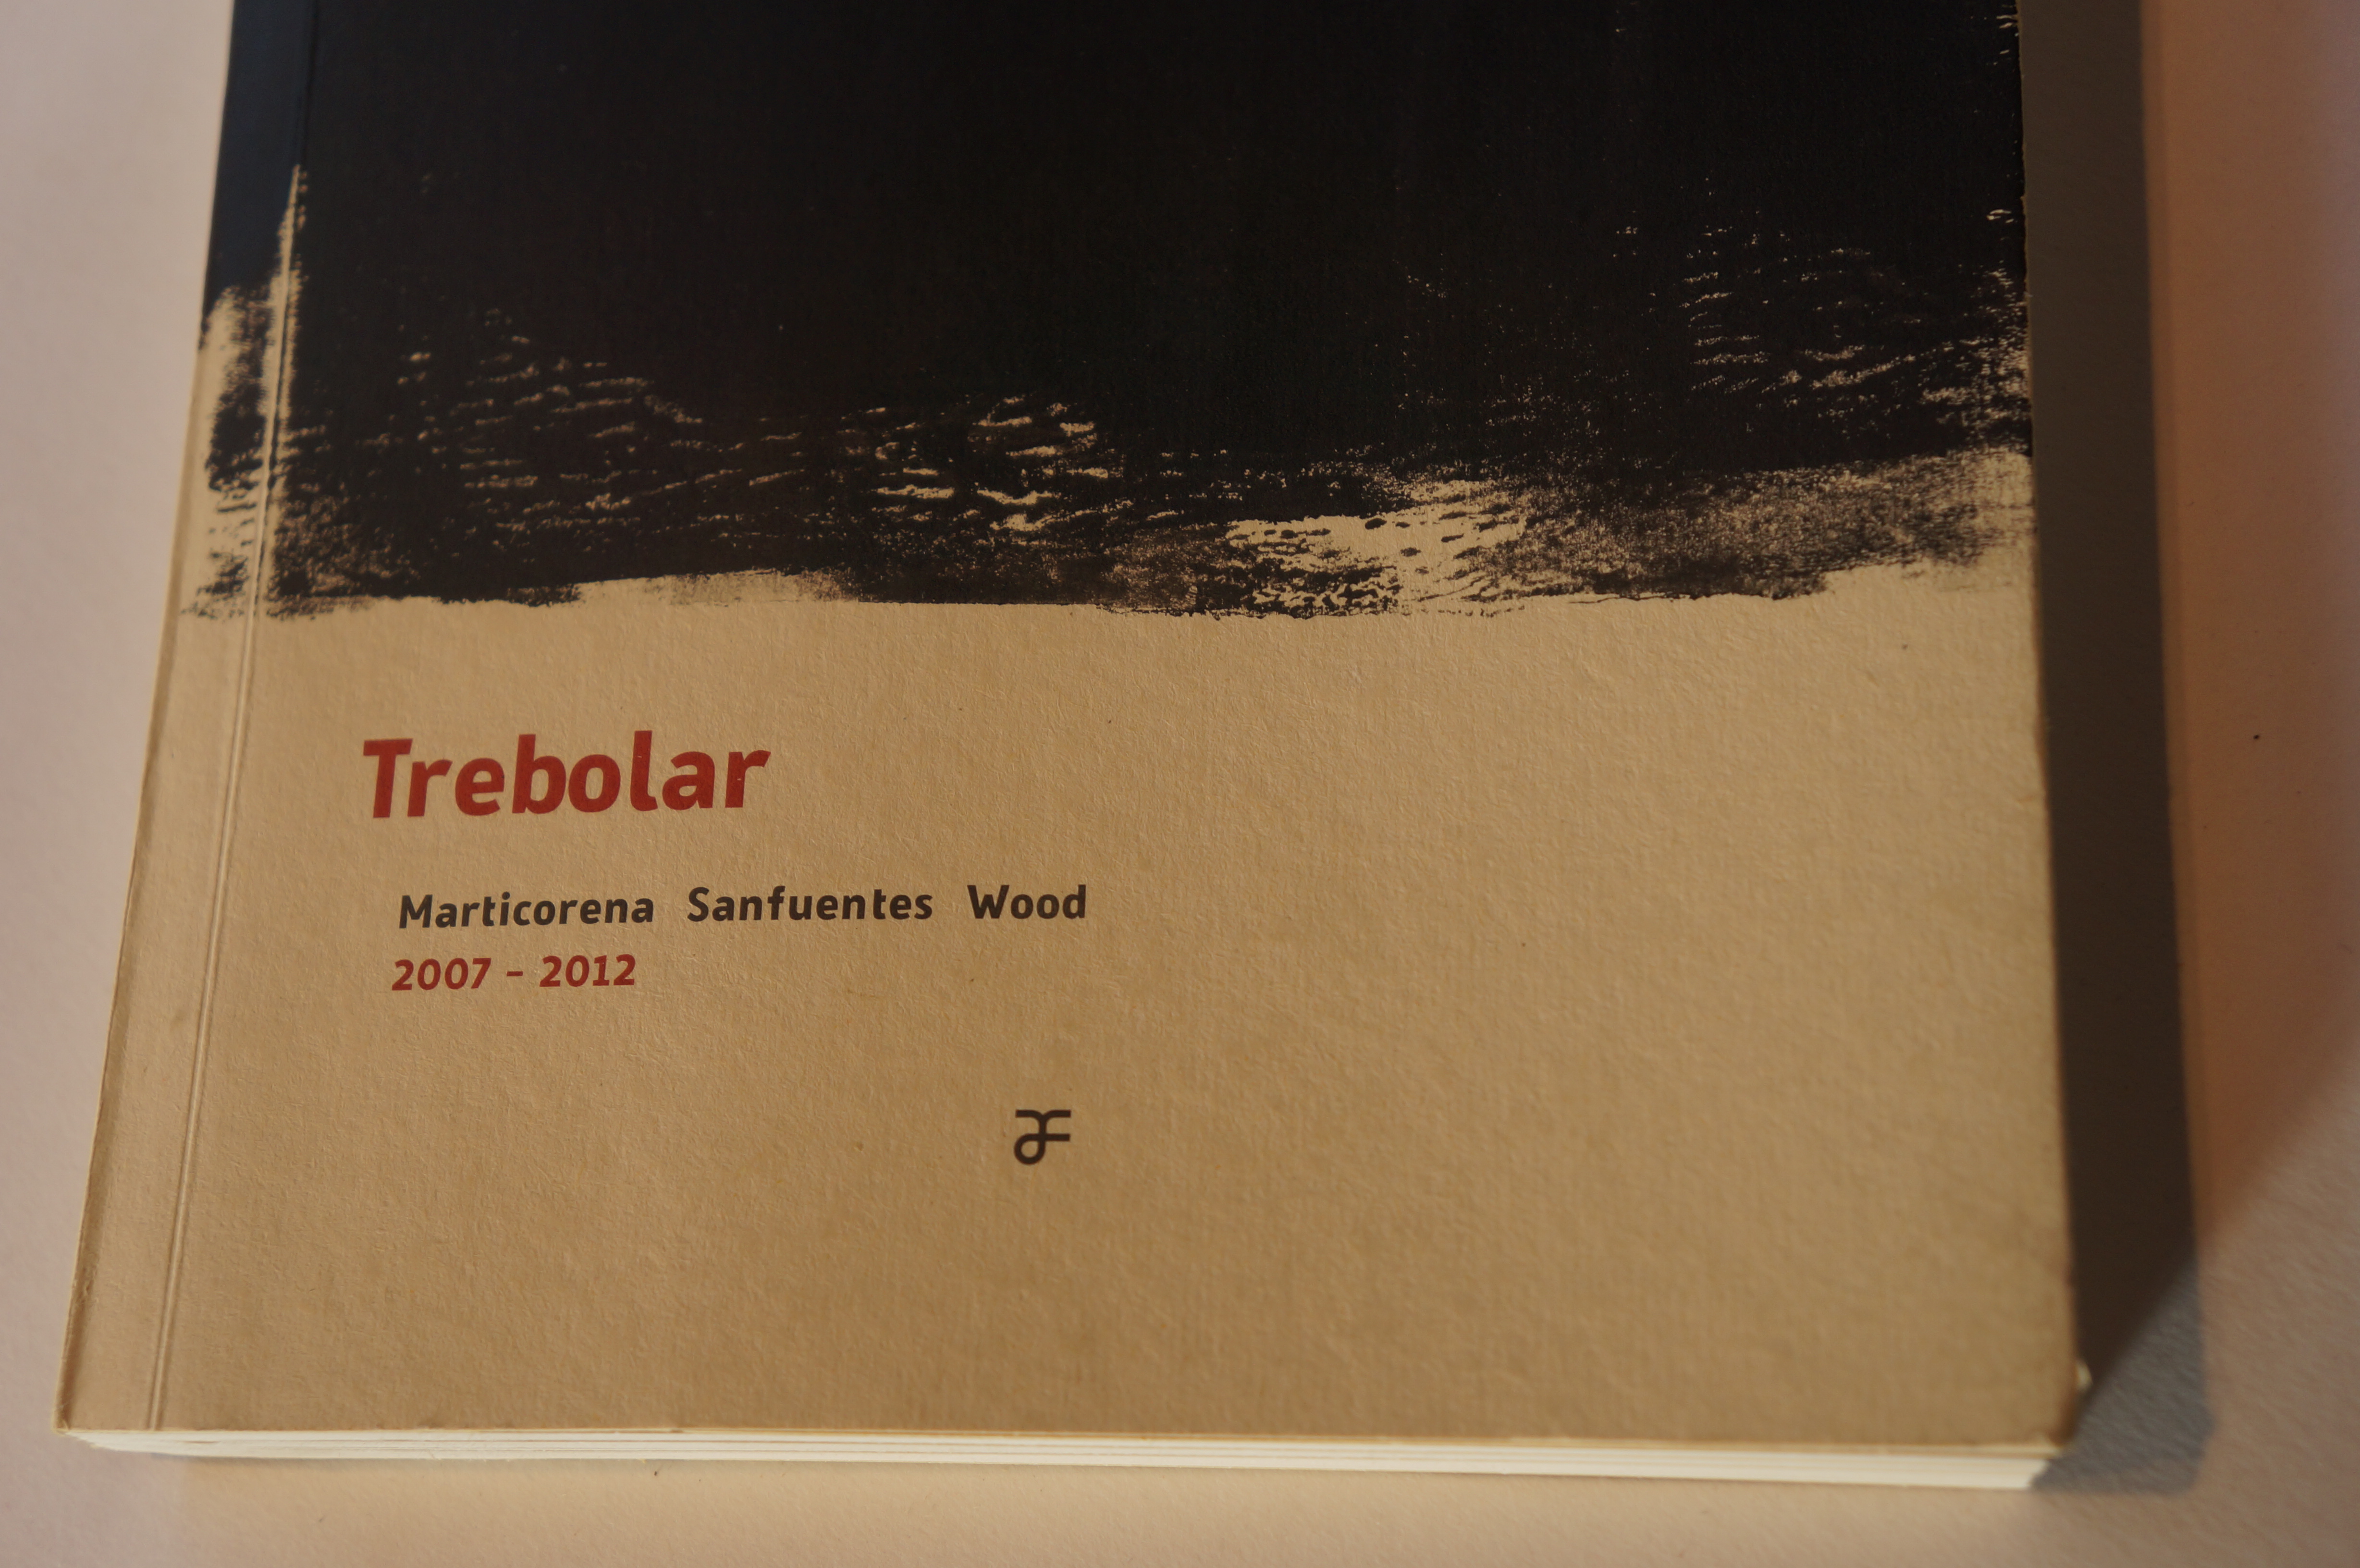 Trebolar
Marticorena Sanfuentes Wood
2007 - 2012